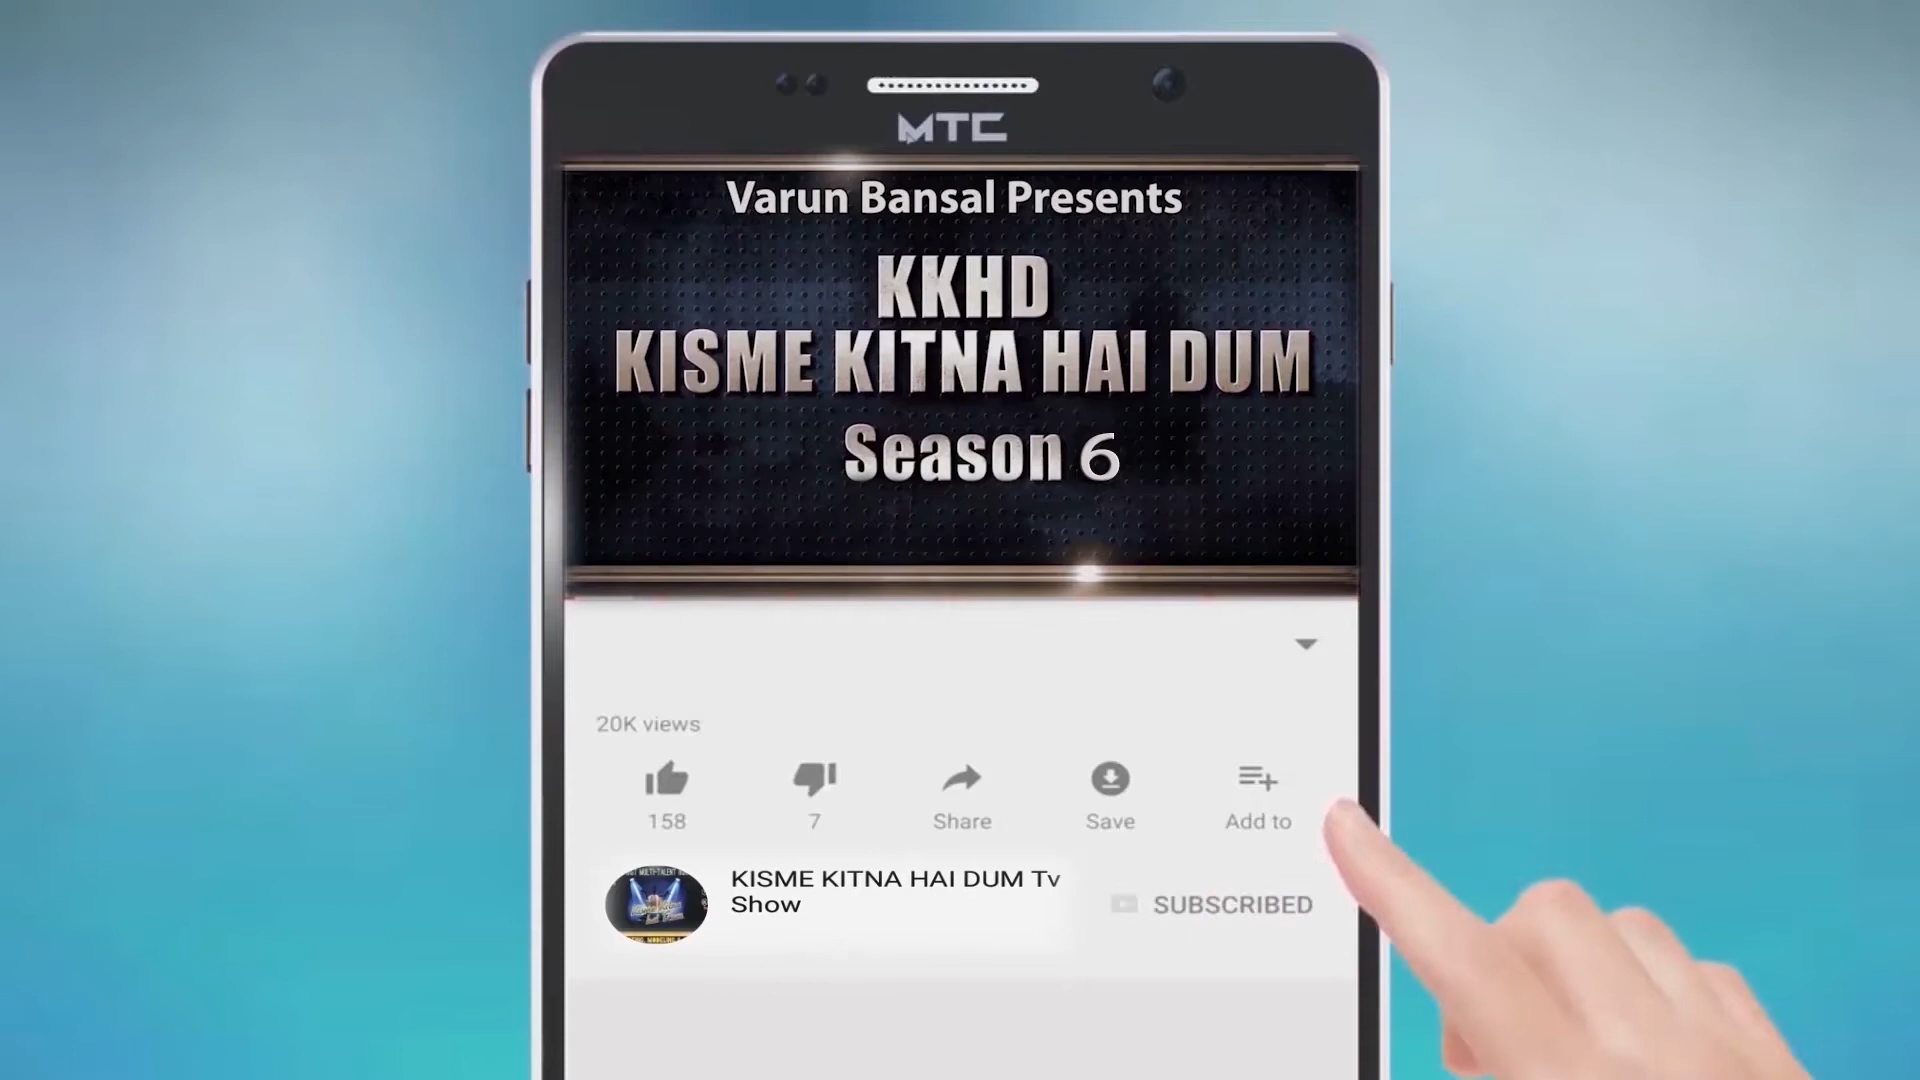 MTC
Varun Bansal Presents
KKHD
KISME KITNA HAI DUM
Season 6
20K views
158
7
Share
Save
Add to
KISME KITNA HAI DUM Tv
Show
SUBSCRIBED